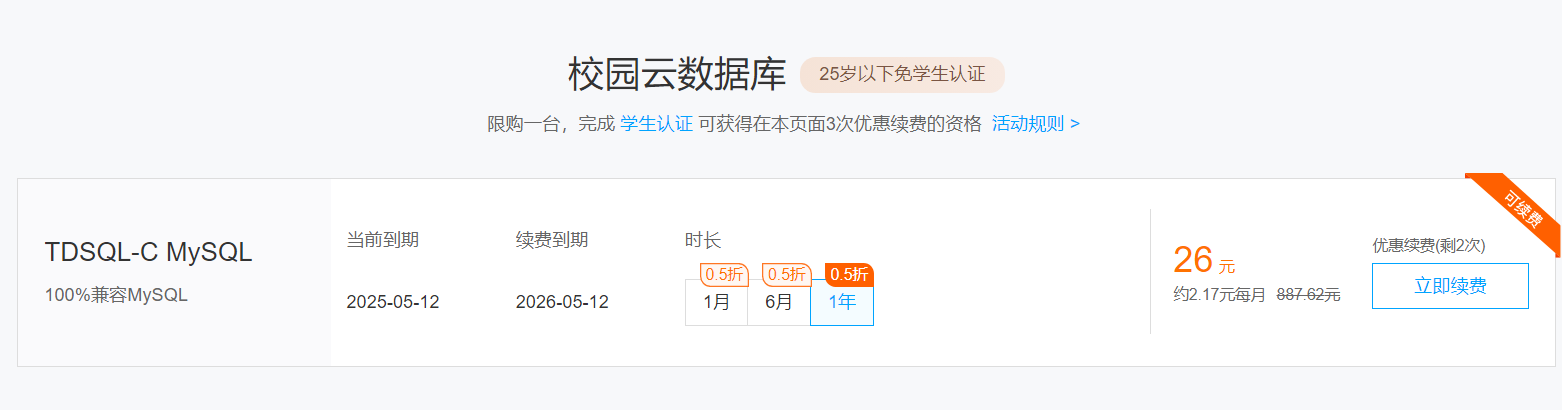 校园云数据库 25岁以下免学生认证
限购一台，完成 学生认证 可获得在本页面3次优惠续费的资格 活动规则 >
可续费
TDSQL-C MySQL
100%兼容MySQL
当前到期 续费到期 时长
0.5折 0.5折 0.5折
2025-05-12 2026-05-12 1月 6月 1年
26 元
约2.17元每月 887.62元
优惠续费(剩2次)
立即续费